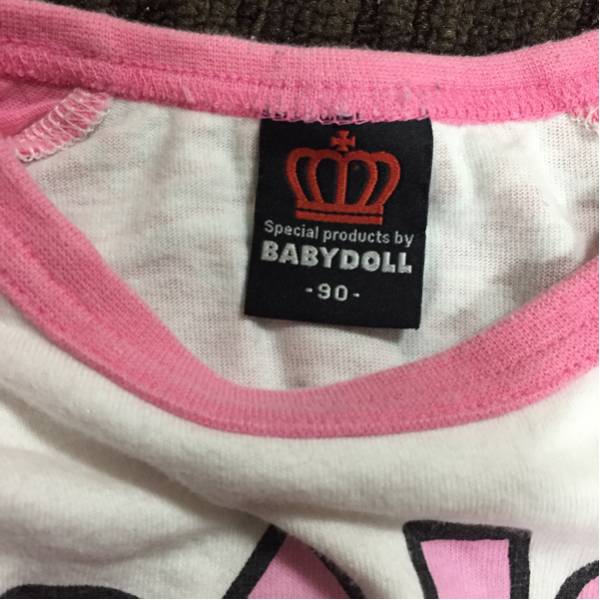 Special products by
BABYDOLL
-90-